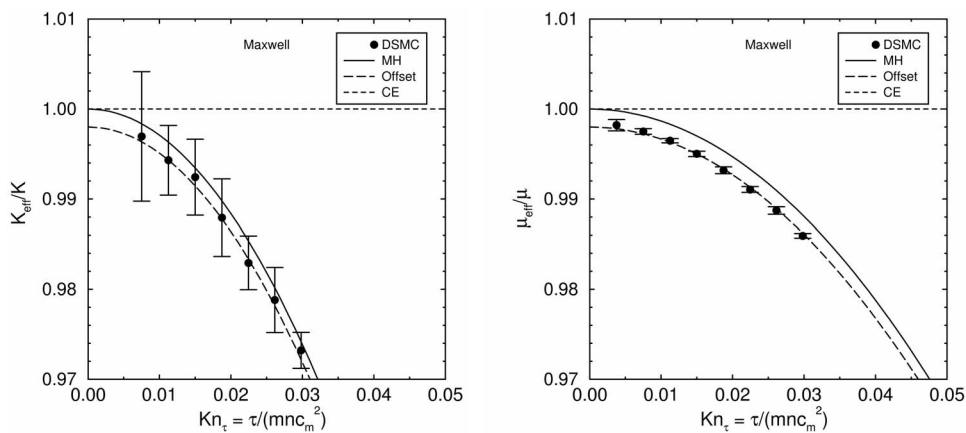 1.01
1.00
0.99
0.98
0.97
K_eff/K
Maxwell
DSMC
MH
Offset
CE
0.00 0.01 0.02 0.03 0.04 0.05
Kn_τ = τ/(mnc_m^2)
1.01
1.00
0.99
0.98
0.97
μ_eff/μ
Maxwell
DSMC
MH
Offset
CE
0.00 0.01 0.02 0.03 0.04 0.05
Kn_τ = τ/(mnc_m^2)